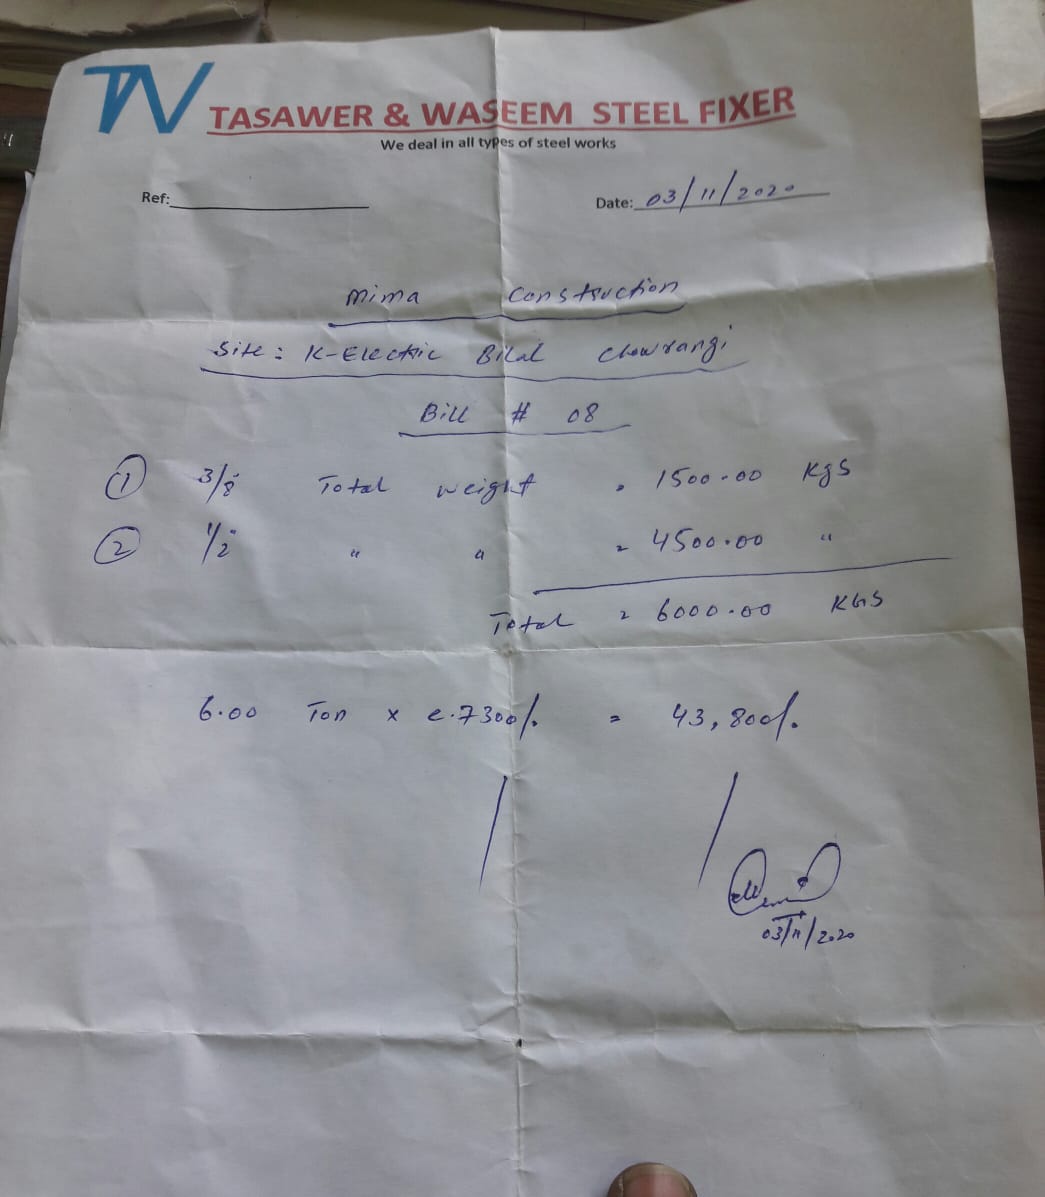 TW
TASAWER & WASEEM STEEL FIXER
We deal in all types of steel works
Ref:
Date: 03/11/2020
Mima Construction
Site: K-Electric Bilal Chowrangi
Bill # 08
① 3/8" Total weight = 1500.00 KgS
② 1/2" " " = 4500.00 "
Total = 6000.00 KGS
6.00 Ton x @.7300/. = 43,800/.
03/11/2020